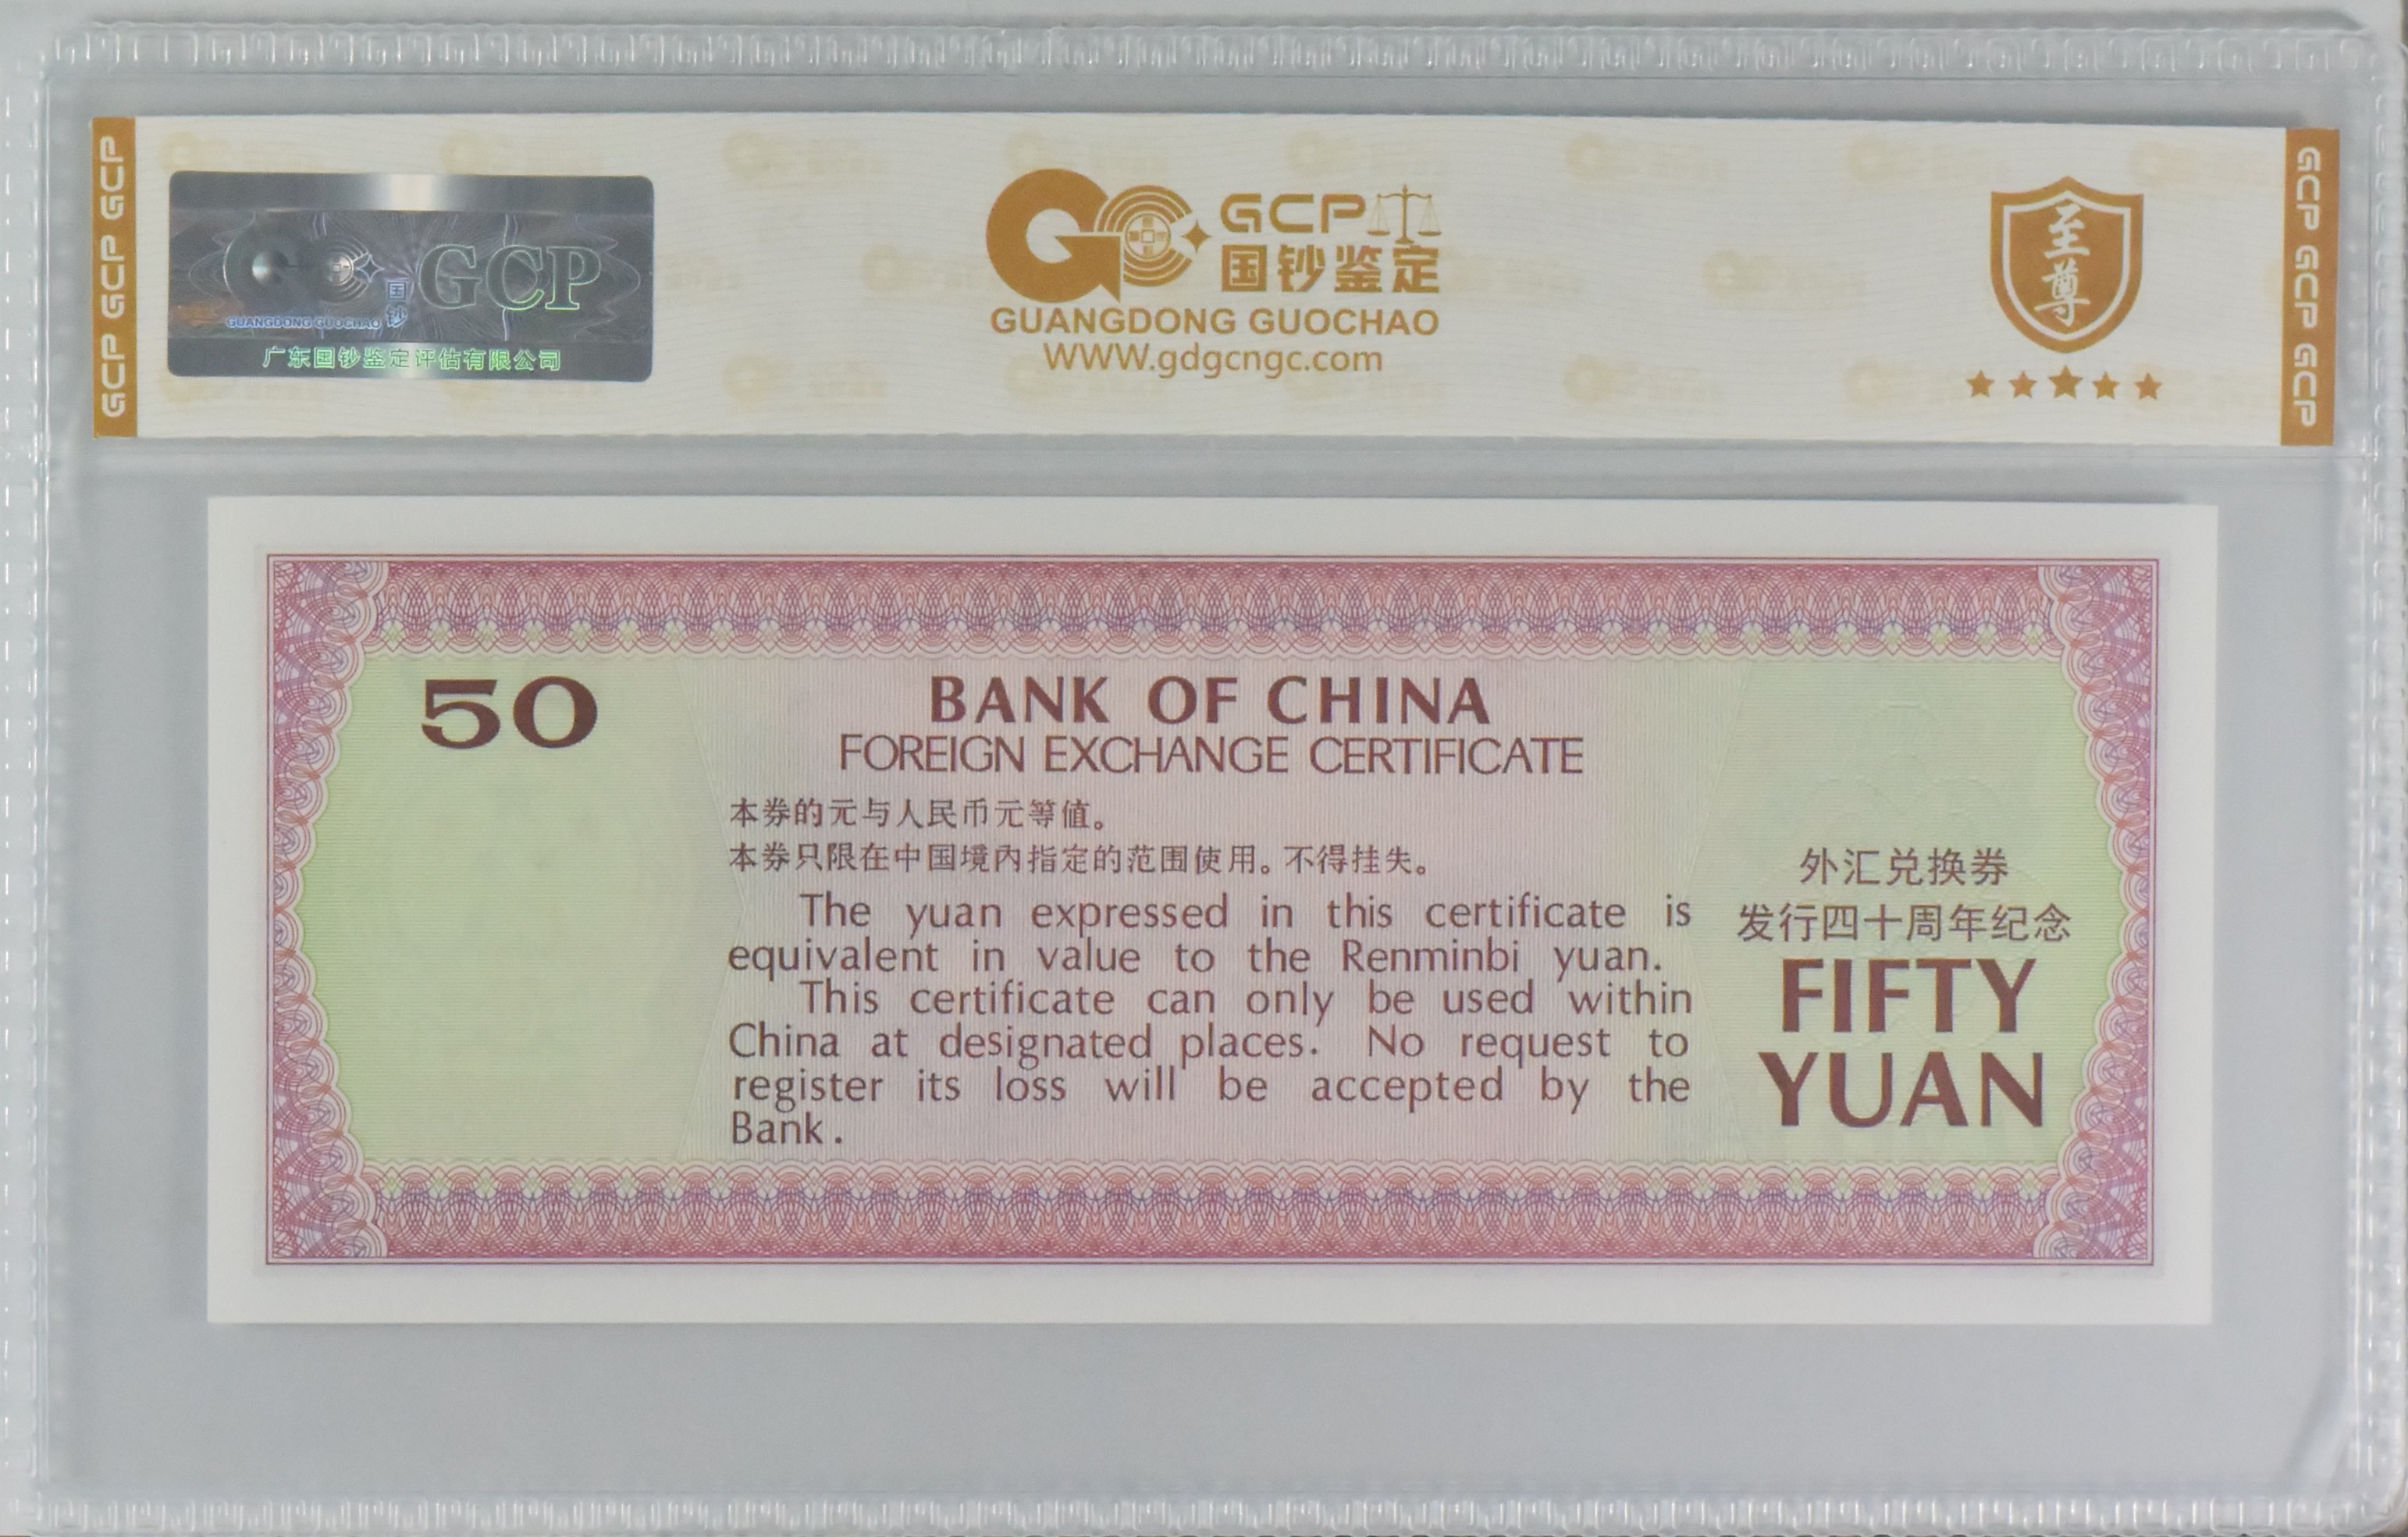 GCP GCP GCP
国钞 GCP
GUANGDONG GUOCHAO
广东国钞鉴定评估有限公司
GCP
国钞鉴定
GUANGDONG GUOCHAO
WWW.gdgcngc.com
至尊
GCP GCP GCP
50
BANK OF CHINA
FOREIGN EXCHANGE CERTIFICATE
本券的元与人民币元等值。
本券只限在中国境内指定的范围使用。不得挂失。
The yuan expressed in this certificate is
equivalent in value to the Renminbi yuan.
This certificate can only be used within
China at designated places. No request to
register its loss will be accepted by the
Bank.
外汇兑换券
发行四十周年纪念
FIFTY
YUAN